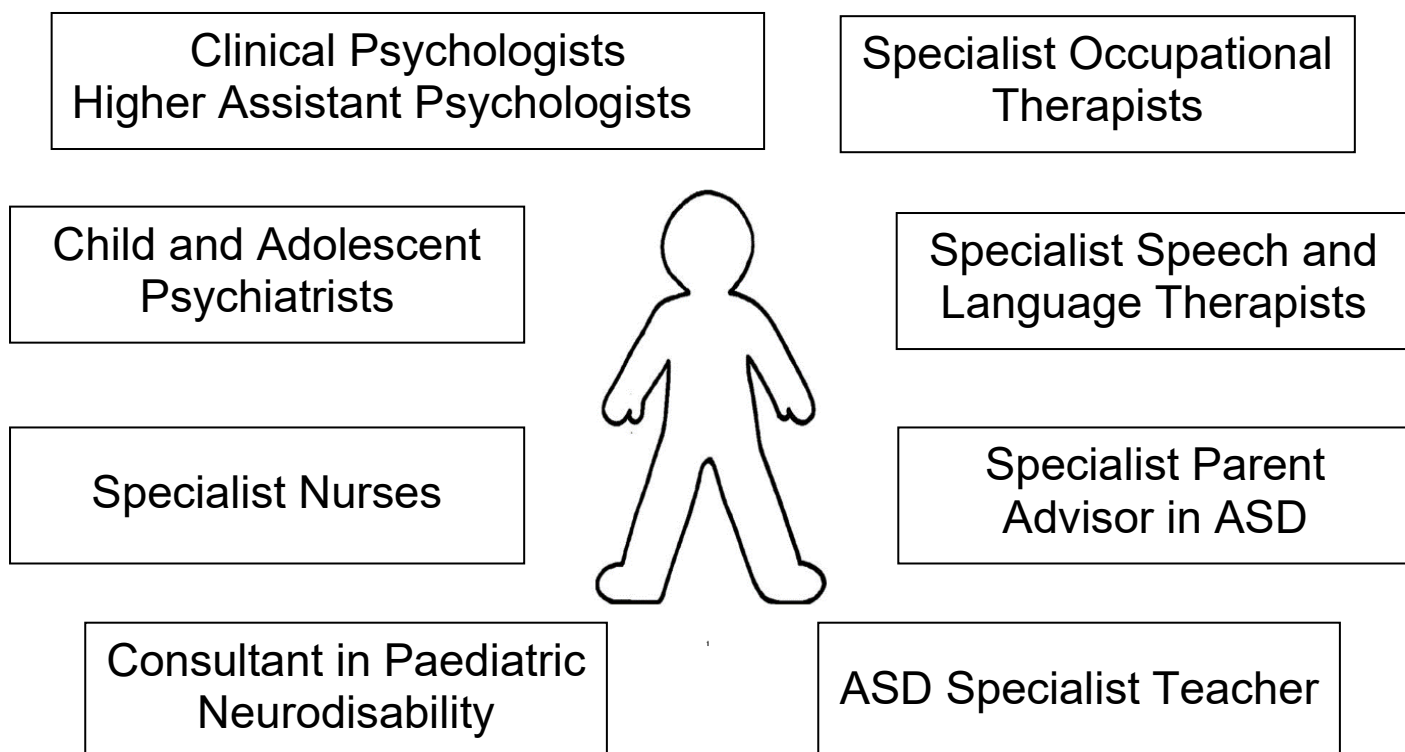 Clinical Psychologists
Higher Assistant Psychologists
Specialist Occupational
Therapists
Child and Adolescent
Psychiatrists
Specialist Speech and
Language Therapists
Specialist Nurses
Specialist Parent
Advisor in ASD
Consultant in Paediatric
Neurodisability
ASD Specialist Teacher